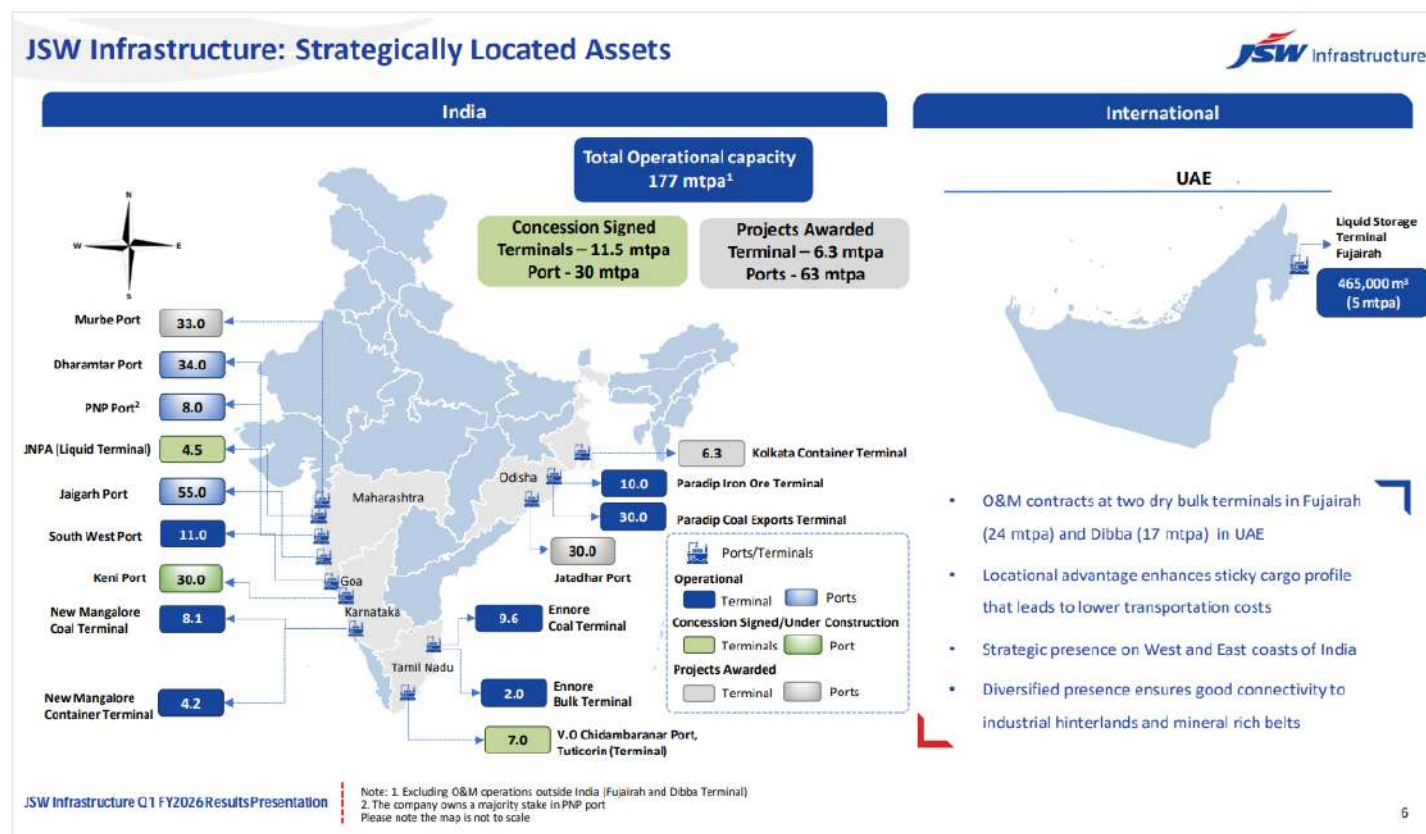 JSW Infrastructure: Strategically Located Assets
JSW Infrastructure
India
Total Operational capacity
177 mtpa¹
Concession Signed
Terminals – 11.5 mtpa
Port - 30 mtpa
Projects Awarded
Terminal – 6.3 mtpa
Ports - 63 mtpa
N
W
E
S
Murbe Port
33.0
Dharamtar Port
34.0
PNP Port²
8.0
JNPA (Liquid Terminal)
4.5
Jaigarh Port
55.0
South West Port
11.0
Keni Port
30.0
New Mangalore
Coal Terminal
8.1
New Mangalore
Container Terminal
4.2
Maharashtra
Goa
Karnataka
Tamil Nadu
Odisha
6.3
Kolkata Container Terminal
10.0
Paradip Iron Ore Terminal
30.0
Paradip Coal Exports Terminal
30.0
Jatadhar Port
9.6
Ennore
Coal Terminal
2.0
Ennore
Bulk Terminal
7.0
V.O Chidambaranar Port,
Tuticorin (Terminal)
Ports/Terminals
Operational
Terminal
Ports
Concession Signed/Under Construction
Terminals
Port
Projects Awarded
Terminal
Ports
International
UAE
Liquid Storage
Terminal
Fujairah
465,000 m³
(5 mtpa)
• O&M contracts at two dry bulk terminals in Fujairah
(24 mtpa) and Dibba (17 mtpa) in UAE
• Locational advantage enhances sticky cargo profile
that leads to lower transportation costs
• Strategic presence on West and East coasts of India
• Diversified presence ensures good connectivity to
industrial hinterlands and mineral rich belts
JSW Infrastructure Q1 FY2026 Results Presentation
Note: 1. Excluding O&M operations outside India (Fujairah and Dibba Terminal)
2. The company owns a majority stake in PNP port
Please note the map is not to scale
6